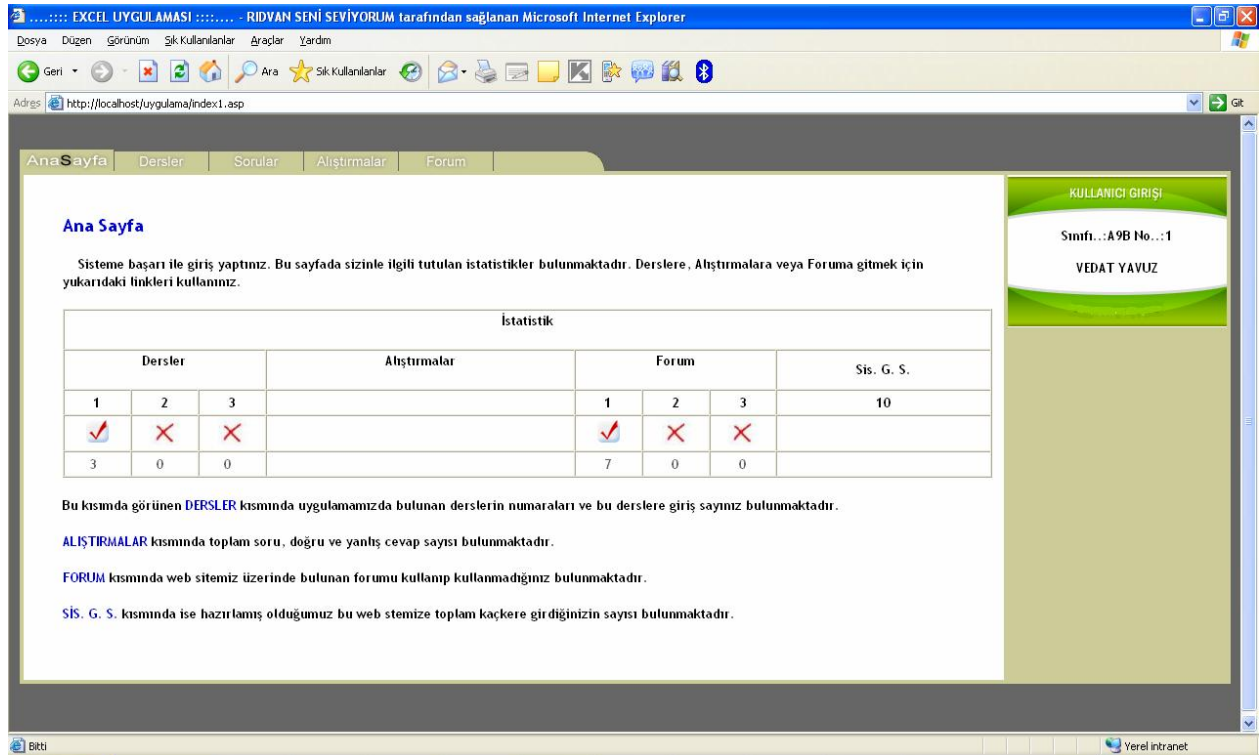 ....:::: EXCEL UYGULAMASI ::::.... - RIDVAN SENİ SEVİYORUM tarafından sağlanan Microsoft Internet Explorer
Dosya Düzen Görünüm Sık Kullanılanlar Araçlar Yardım
Geri Ara Sık Kullanılanlar
Adres http://localhost/uygulama/index1.asp Git
AnaSayfa Dersler Sorular Alıştırmalar Forum
KULLANICI GIRIŞI
Sınıfı..:A9B No..:1
VEDAT YAVUZ
Ana Sayfa
Sisteme başarı ile giriş yaptınız. Bu sayfada sizinle ilgili tutulan istatistikler bulunmaktadır. Derslere, Alıştırmalara veya Foruma gitmek için
yukarıdaki linkleri kullanınız.
İstatistik
Dersler Alıştırmalar Forum Sis. G. S.
1 2 3 1 2 3 10
3 0 0 7 0 0
Bu kısımda görünen DERSLER kısmında uygulamamızda bulunan derslerin numaraları ve bu derslere giriş sayınız bulunmaktadır.
ALIŞTIRMALAR kısmında toplam soru, doğru ve yanlış cevap sayısı bulunmaktadır.
FORUM kısmında web sitemiz üzerinde bulunan forumu kullanıp kullanmadığınız bulunmaktadır.
SİS. G. S. kısmında ise hazırlamış olduğumuz bu web stemize toplam kaçkere girdiğinizin sayısı bulunmaktadır.
Bitti Yerel intranet